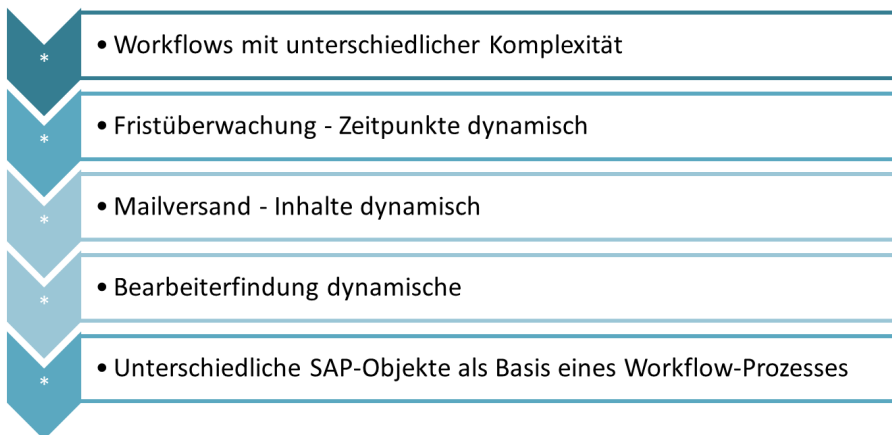 *
• Workflows mit unterschiedlicher Komplexität
*
• Fristüberwachung - Zeitpunkte dynamisch
*
• Mailversand - Inhalte dynamisch
*
• Bearbeiterfindung dynamische
*
• Unterschiedliche SAP-Objekte als Basis eines Workflow-Prozesses